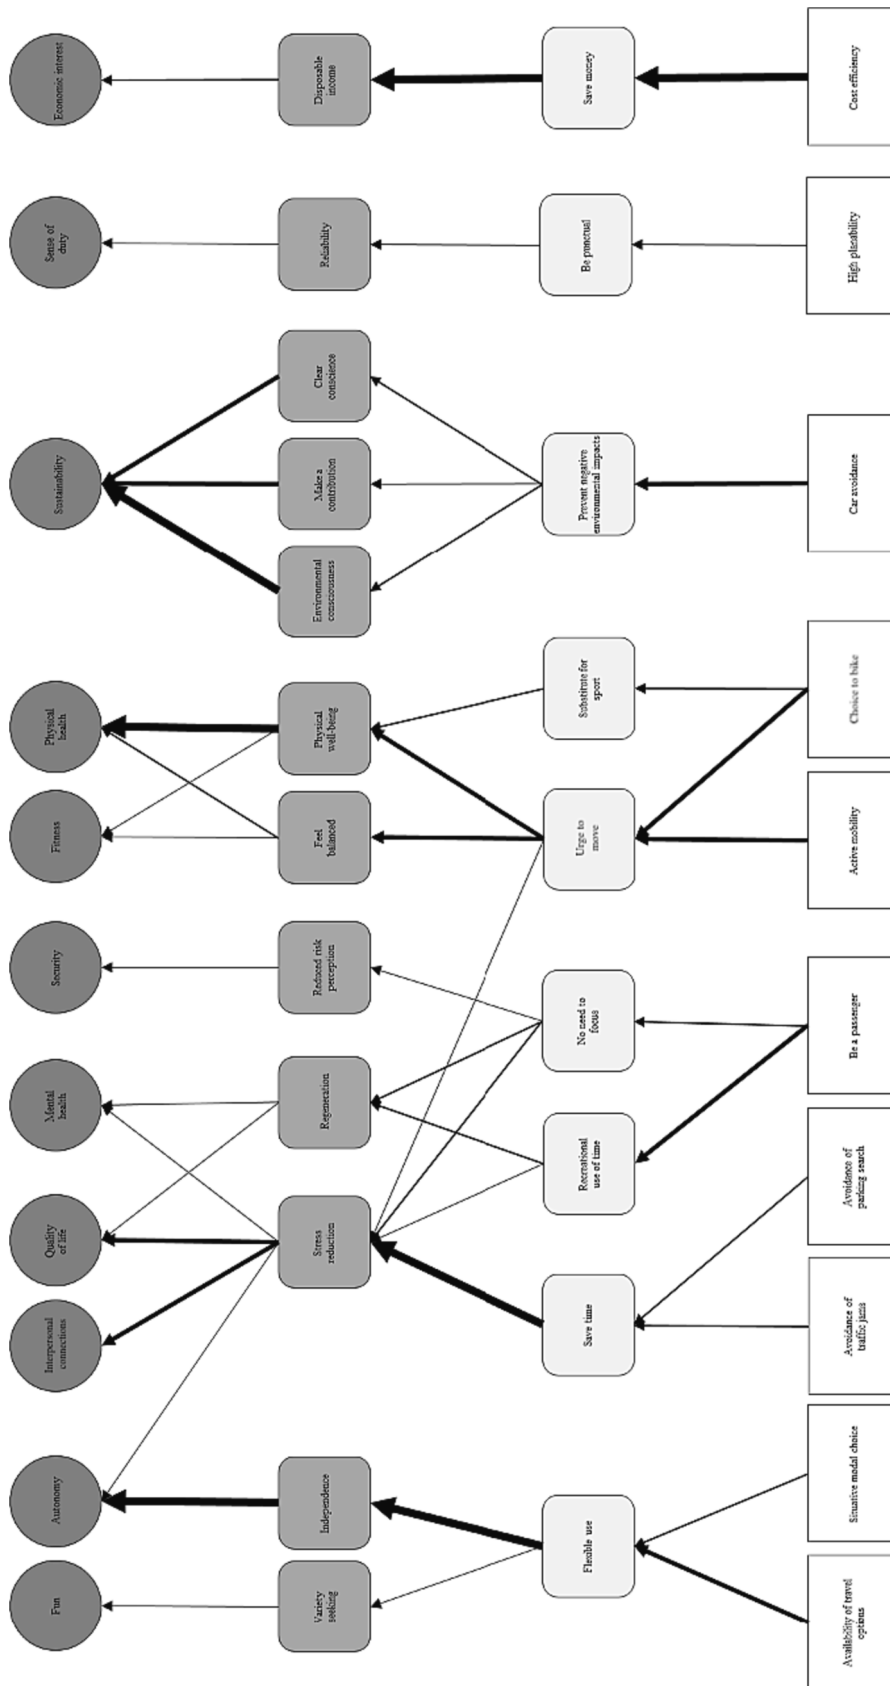 Fun
Autonomy
Interpersonal
connections
Quality
of life
Mental
health
Security
Fitness
Physical
health
Sustainability
Sense of
duty
Economic interest
Variety
seeking
Independence
Stress
reduction
Regeneration
Reduced risk
perception
Feel
balanced
Physical
well-being
Environmental
consciousness
Make a
contribution
Clear
conscience
Reliability
Disposable
income
Flexible use
Save time
Recreational
use of time
No need to
focus
Urge to
move
Substitute for
sport
Prevent negative
environmental impacts
Be punctual
Save money
Availability of travel
options
Situative modal choice
Avoidance of
traffic jams
Avoidance of
parking search
Be a passenger
Active mobility
Choice to bike
Car avoidance
High planability
Cost efficiency